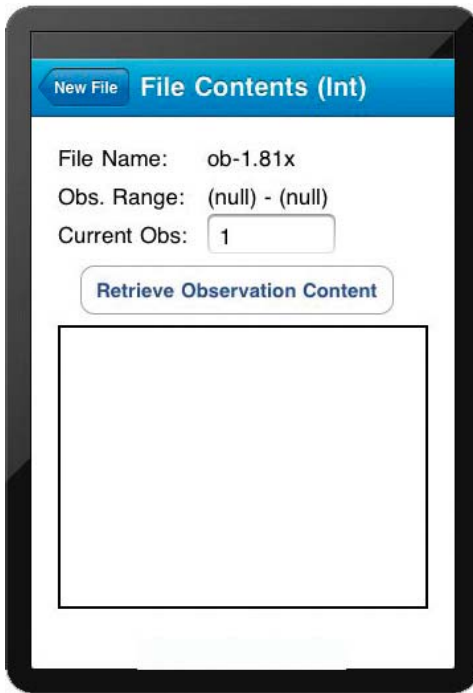 New File File Contents (Int)
File Name: ob-1.81x
Obs. Range: (null) - (null)
Current Obs: 1
Retrieve Observation Content